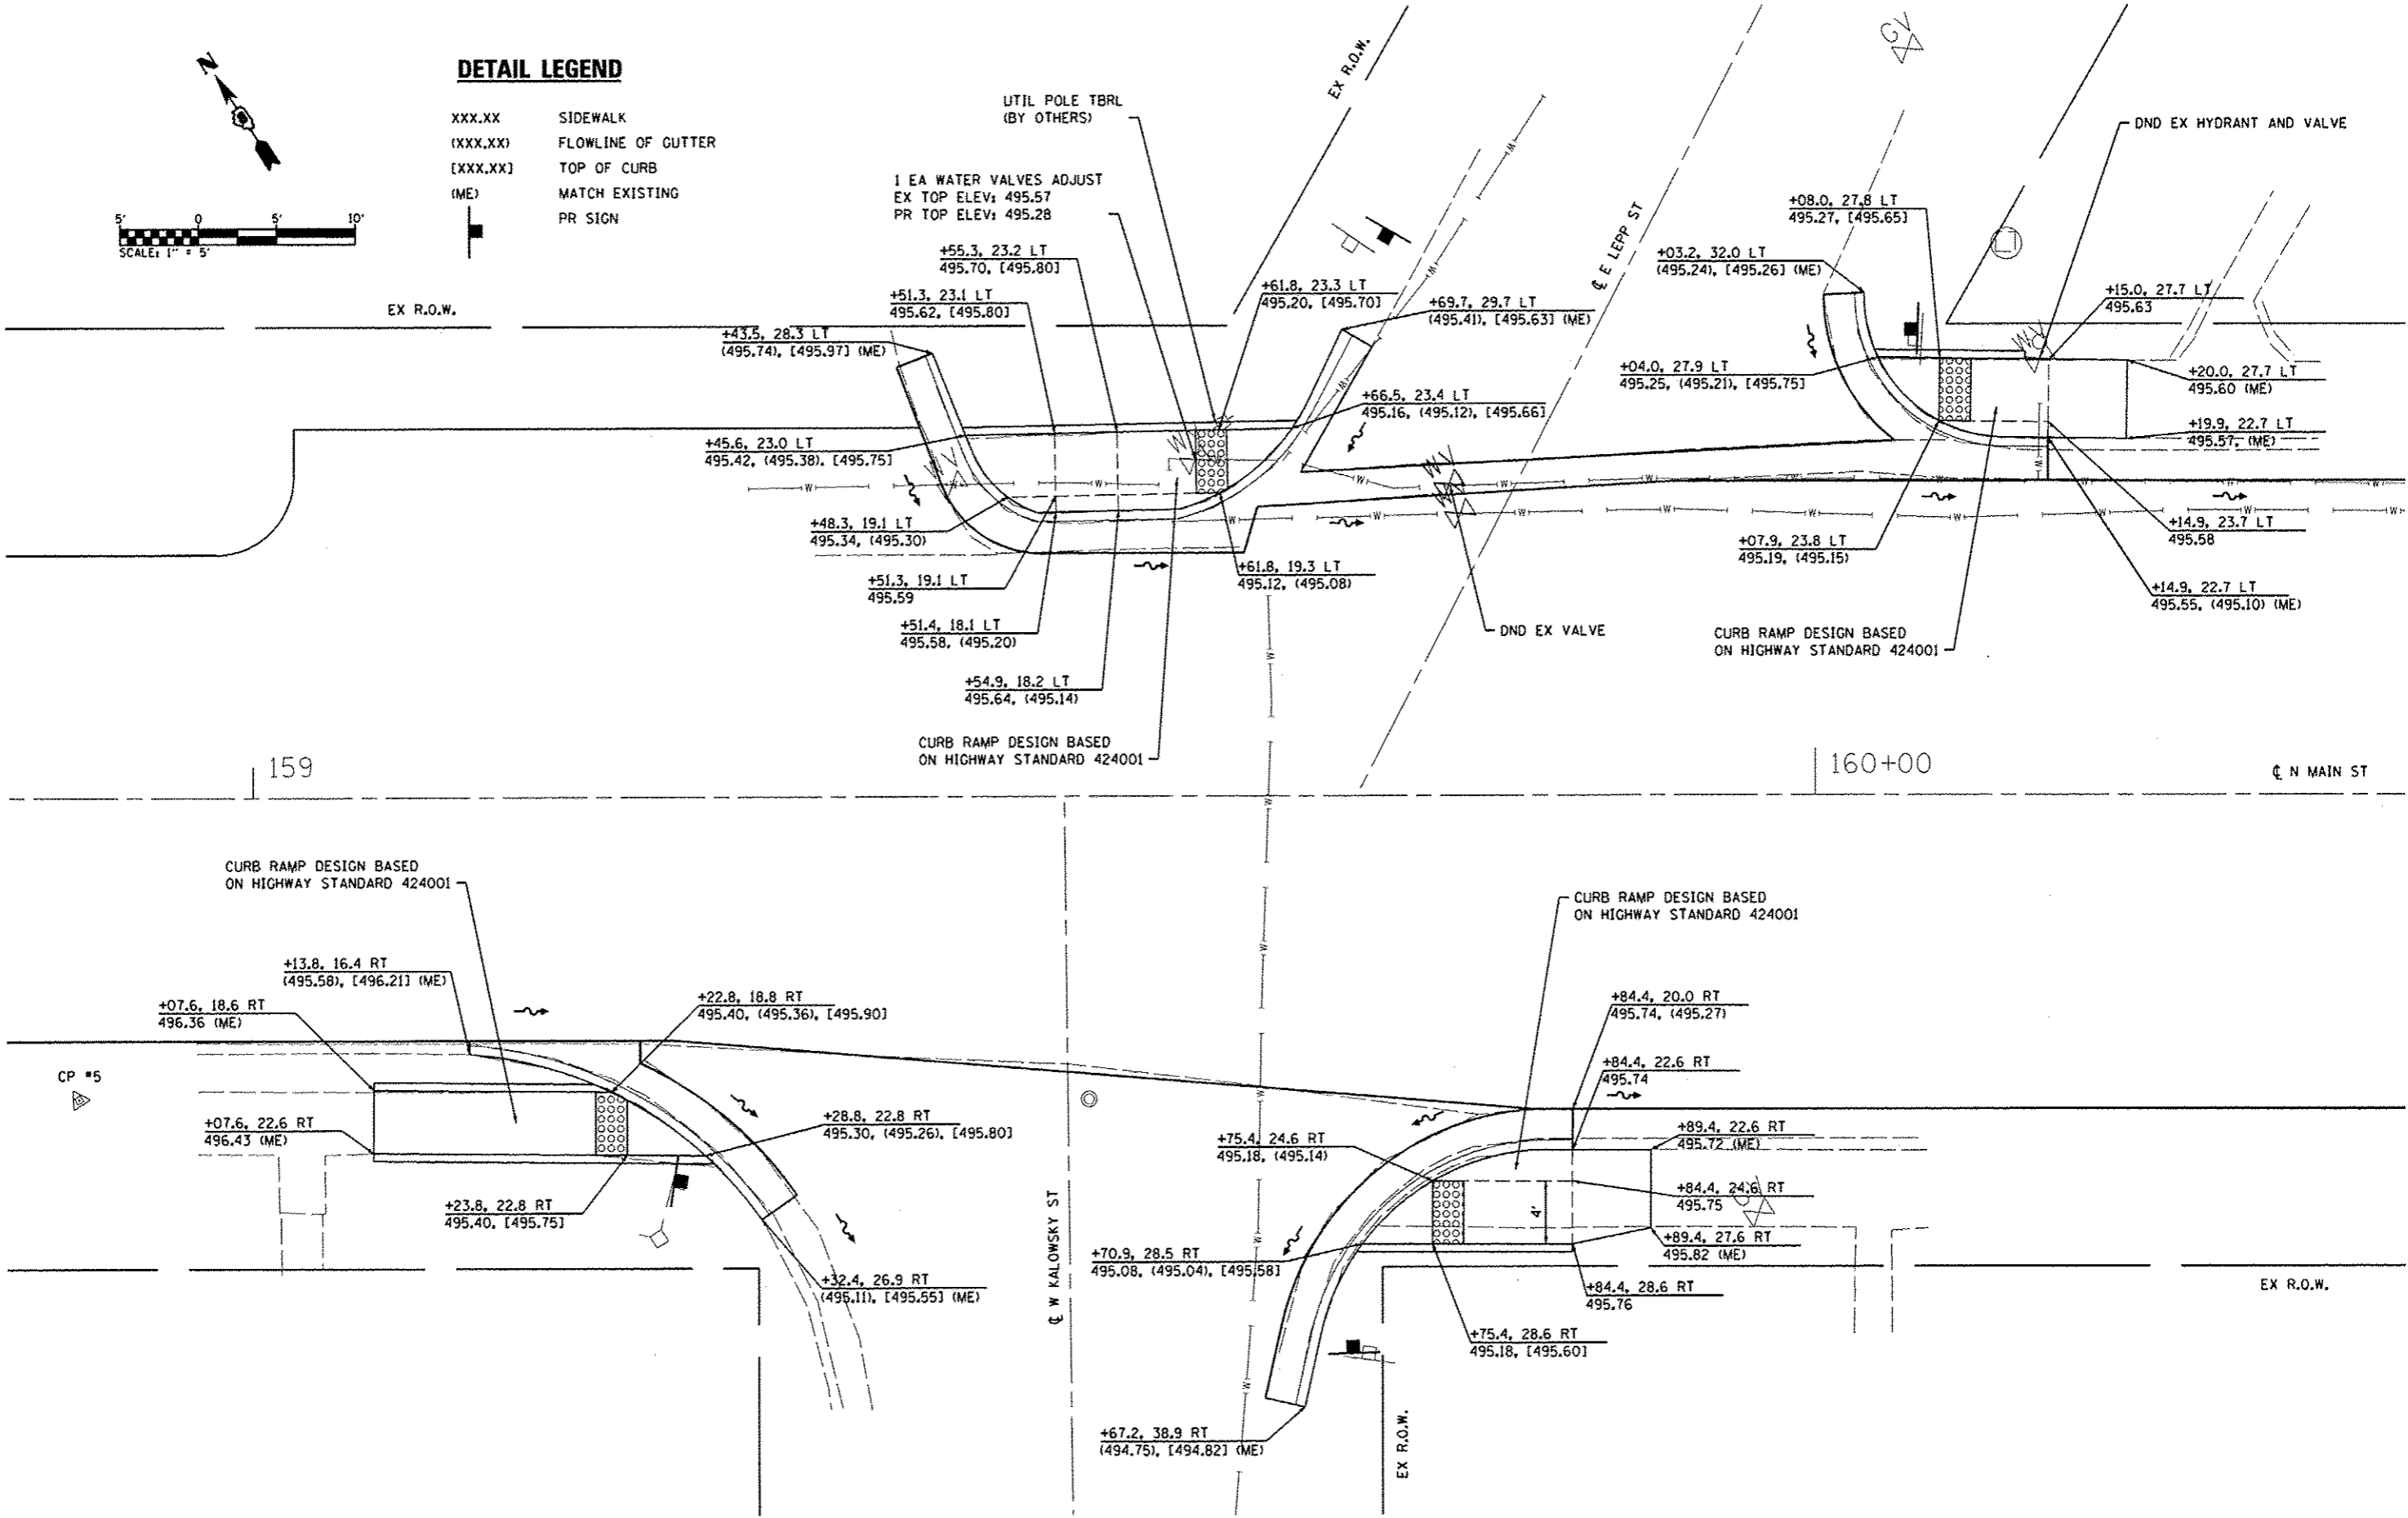 N
DETAIL LEGEND
XXX.XX SIDEWALK
(XXX.XX) FLOWLINE OF GUTTER
[XXX.XX] TOP OF CURB
(ME) MATCH EXISTING
PR SIGN
5' 0 5' 10'
SCALE: 1" = 5'
UTIL POLE TBRL
(BY OTHERS)
1 EA WATER VALVES ADJUST
EX TOP ELEV: 495.57
PR TOP ELEV: 495.28
EX R.O.W.
EX R.O.W.
₵ E LEPP ST
GV
DND EX HYDRANT AND VALVE
+55.3, 23.2 LT
495.70, [495.80]
+51.3, 23.1 LT
495.62, [495.80]
+43.5, 28.3 LT
(495.74), [495.97] (ME)
+61.8, 23.3 LT
495.20, [495.70]
+69.7, 29.7 LT
(495.41), [495.63] (ME)
+66.5, 23.4 LT
495.16, (495.12), [495.66]
+45.6, 23.0 LT
495.42, (495.38), [495.75]
+48.3, 19.1 LT
495.34, (495.30)
+51.3, 19.1 LT
495.59
+51.4, 18.1 LT
495.58, (495.20)
+54.9, 18.2 LT
495.64, (495.14)
+61.8, 19.3 LT
495.12, (495.08)
CURB RAMP DESIGN BASED
ON HIGHWAY STANDARD 424001
WV
WV
DND EX VALVE
+08.0, 27.8 LT
495.27, [495.65]
+03.2, 32.0 LT
(495.24), [495.26] (ME)
+04.0, 27.9 LT
495.25, (495.21), [495.75]
+15.0, 27.7 LT
495.63
+20.0, 27.7 LT
495.60 (ME)
+19.9, 22.7 LT
495.57, (ME)
+14.9, 23.7 LT
495.58
+07.9, 23.8 LT
495.19, (495.15)
+14.9, 22.7 LT
495.55, (495.10) (ME)
CURB RAMP DESIGN BASED
ON HIGHWAY STANDARD 424001
159
160+00
₵ N MAIN ST
CURB RAMP DESIGN BASED
ON HIGHWAY STANDARD 424001
+13.8, 16.4 RT
(495.58), [496.21] (ME)
+07.6, 18.6 RT
496.36 (ME)
+22.8, 18.8 RT
495.40, (495.36), [495.90]
CP #5
+07.6, 22.6 RT
496.43 (ME)
+28.8, 22.8 RT
495.30, (495.26), [495.80]
+23.8, 22.8 RT
495.40, [495.75]
+32.4, 26.9 RT
(495.11), [495.55] (ME)
₵ W KALOWSKY ST
CURB RAMP DESIGN BASED
ON HIGHWAY STANDARD 424001
+84.4, 20.0 RT
495.74, (495.27)
+84.4, 22.6 RT
495.74
+75.4, 24.6 RT
495.18, (495.14)
+89.4, 22.6 RT
495.72 (ME)
+84.4, 24.6 RT
495.75
4'
+89.4, 27.6 RT
495.82 (ME)
+70.9, 28.5 RT
495.08, (495.04), [495.58]
+84.4, 28.6 RT
495.76
+75.4, 28.6 RT
495.18, [495.60]
+67.2, 38.9 RT
(494.75), [494.82] (ME)
EX R.O.W.
EX R.O.W.